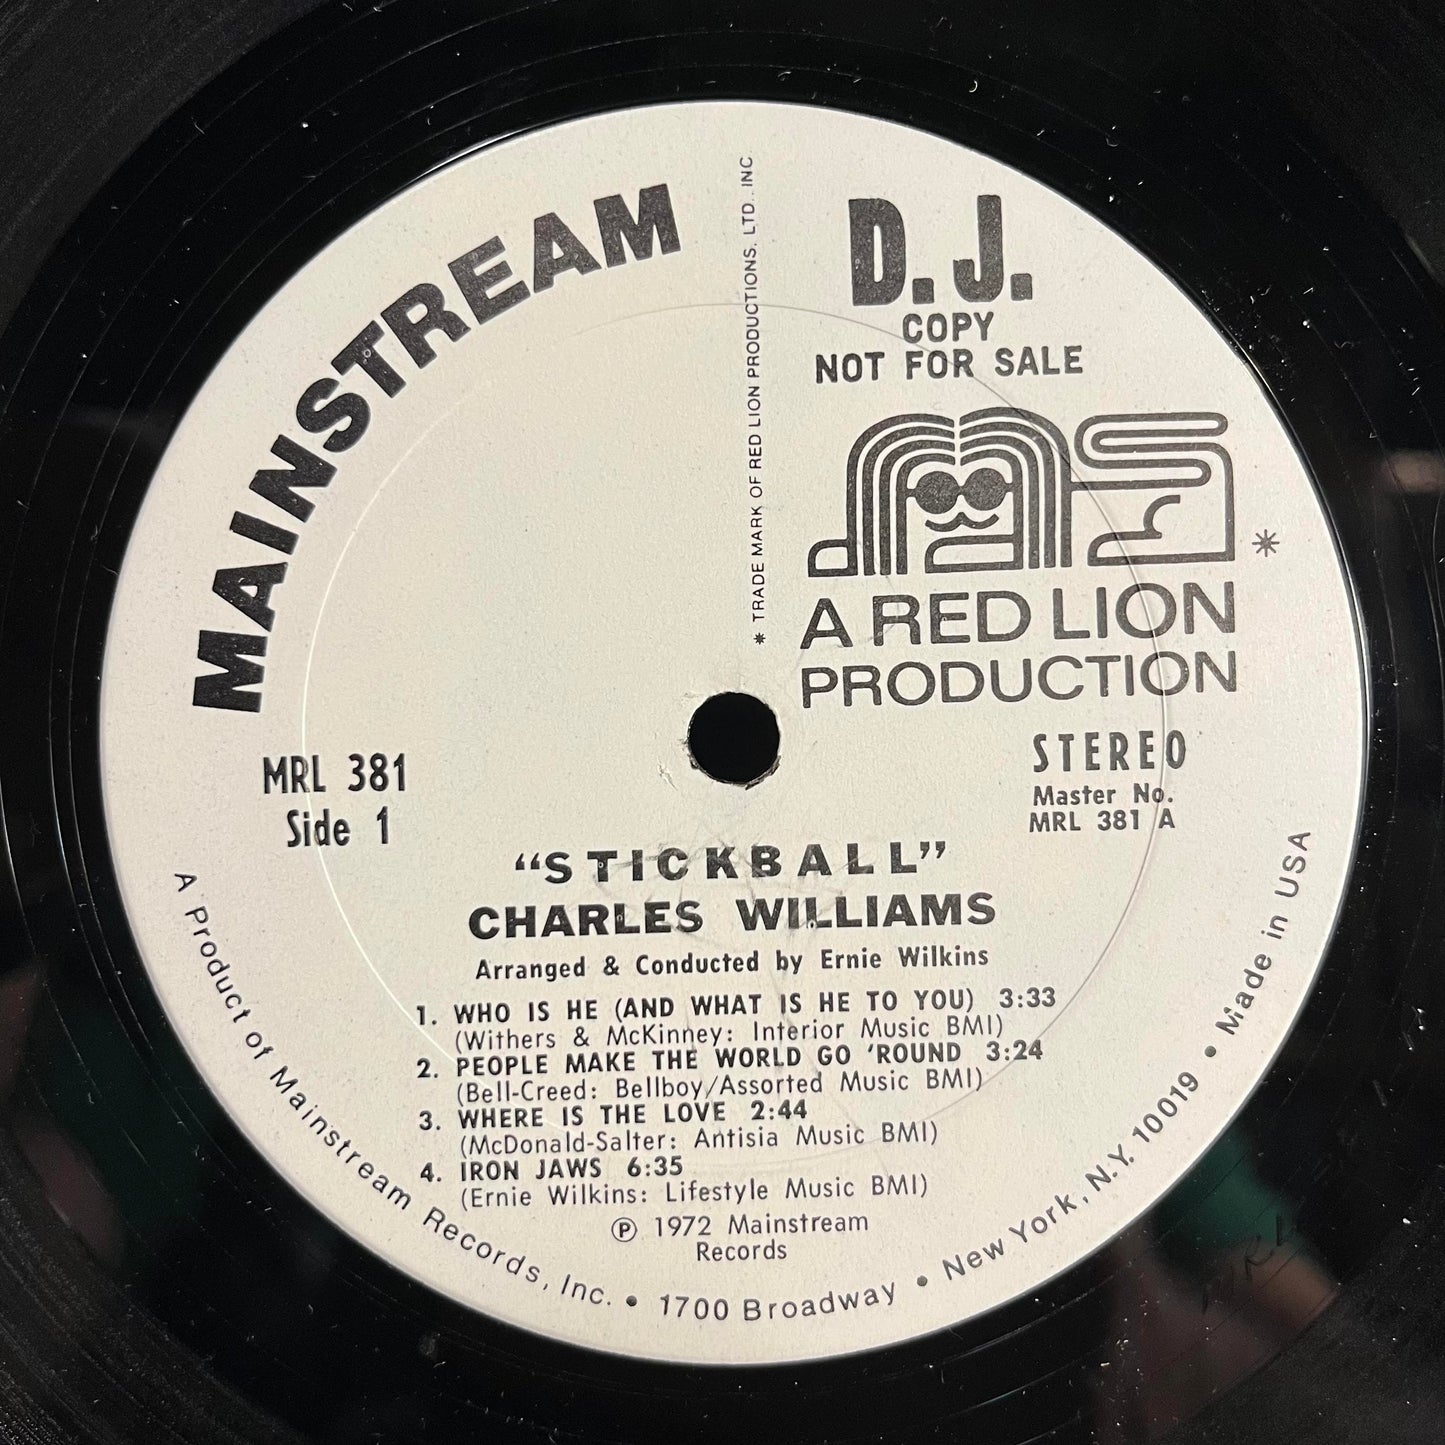 MAINSTREAM
* TRADE MARK OF RED LION PRODUCTIONS, LTD., INC
D.J.
COPY
NOT FOR SALE
*
A RED LION
PRODUCTION
MRL 381
Side 1
STEREO
Master No.
MRL 381 A
“STICKBALL”
CHARLES WILLIAMS
Arranged & Conducted by Ernie Wilkins
1. WHO IS HE (AND WHAT IS HE TO YOU) 3:33
(Withers & McKinney: Interior Music BMI)
2. PEOPLE MAKE THE WORLD GO 'ROUND 3:24
(Bell-Creed: Bellboy/Assorted Music BMI)
3. WHERE IS THE LOVE 2:44
(McDonald-Salter: Antisia Music BMI)
4. IRON JAWS 6:35
(Ernie Wilkins: Lifestyle Music BMI)
Ⓟ 1972 Mainstream
Records
A Product of Mainstream Records, Inc. • 1700 Broadway • New York, N.Y. 10019 • Made in USA